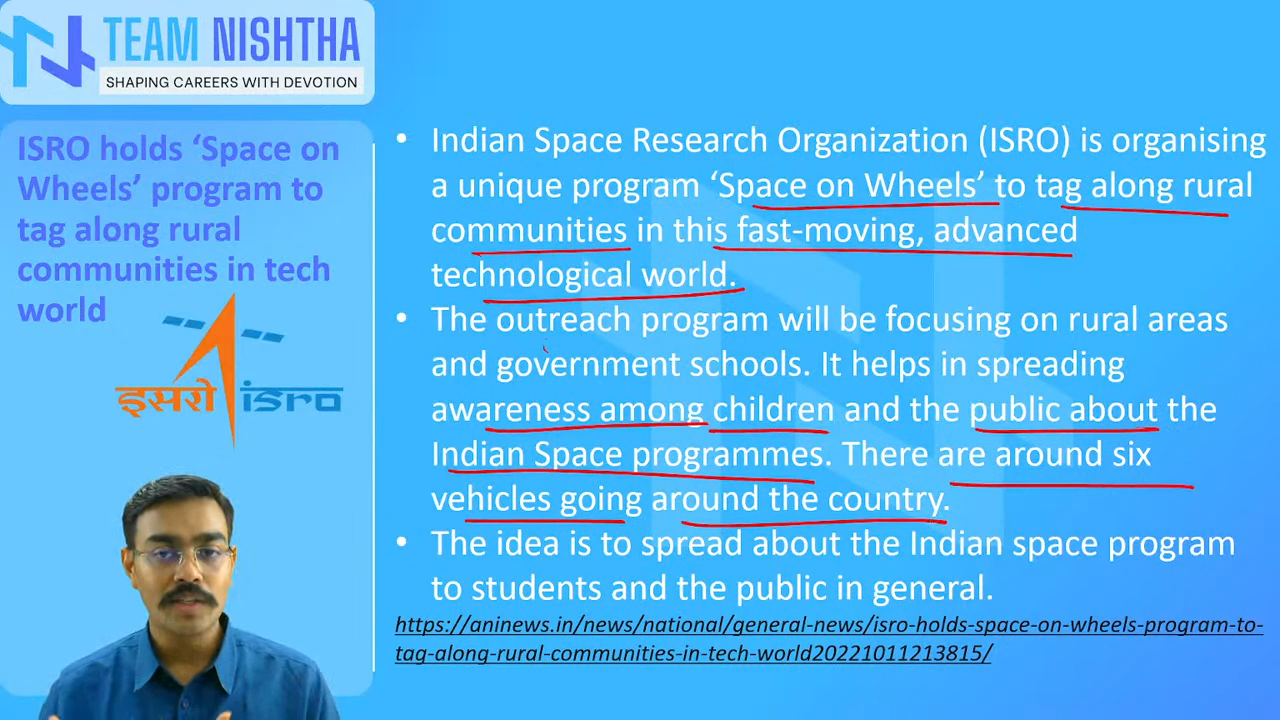 TEAM NISHTHA
SHAPING CAREERS WITH DEVOTION
ISRO holds ‘Space on
Wheels’ program to
tag along rural
communities in tech
world
इसरो isro
• Indian Space Research Organization (ISRO) is organising
a unique program ‘Space on Wheels’ to tag along rural
communities in this fast-moving, advanced
technological world.
• The outreach program will be focusing on rural areas
and government schools. It helps in spreading
awareness among children and the public about the
Indian Space programmes. There are around six
vehicles going around the country.
• The idea is to spread about the Indian space program
to students and the public in general.
https://aninews.in/news/national/general-news/isro-holds-space-on-wheels-program-to-
tag-along-rural-communities-in-tech-world20221011213815/